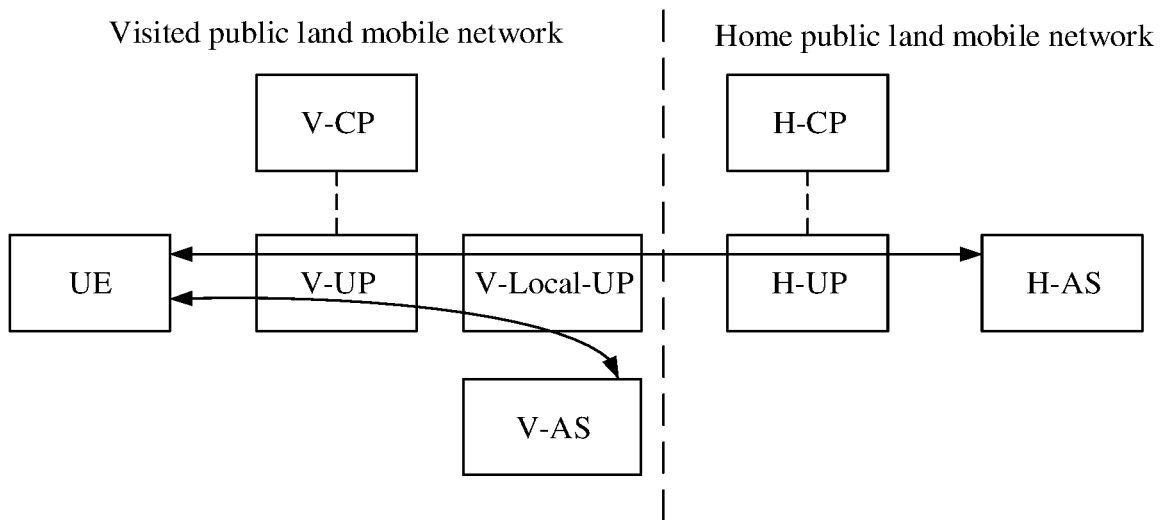 Visited public land mobile network
Home public land mobile network
V-CP
H-CP
UE
V-UP
V-Local-UP
H-UP
H-AS
V-AS